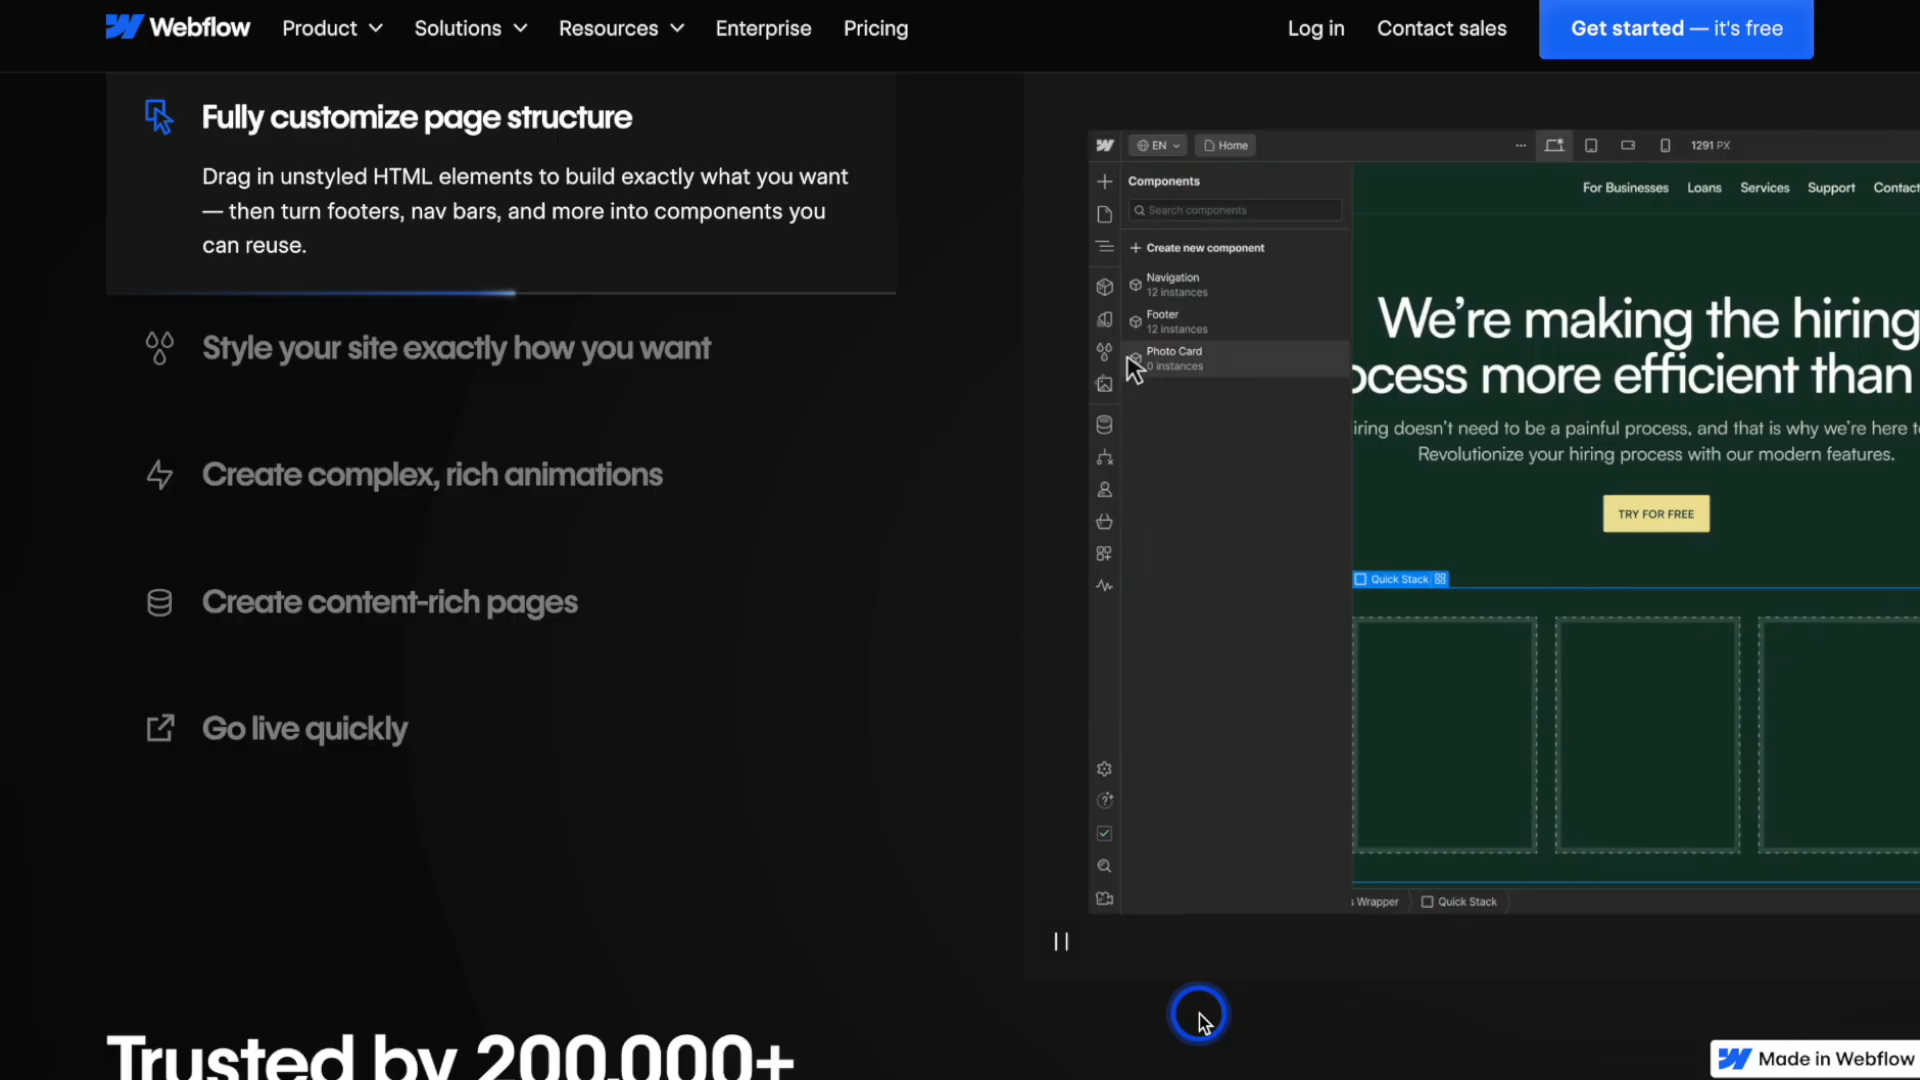 Webflow
Product
Solutions
Resources
Enterprise
Pricing
Log in
Contact sales
Get started — it's free
Fully customize page structure
Drag in unstyled HTML elements to build exactly what you want
— then turn footers, nav bars, and more into components you
can reuse.
Style your site exactly how you want
Create complex, rich animations
Create content-rich pages
Go live quickly
EN
Home
1291 PX
Components
Search components
Create new component
Navigation
12 instances
Footer
12 instances
Photo Card
0 instances
For Businesses
Loans
Services
Support
Contact
We're making the hiring
ocess more efficient than
iring doesn't need to be a painful process, and that is why we're here t
Revolutionize your hiring process with our modern features.
TRY FOR FREE
Quick Stack
s Wrapper
Quick Stack
Trusted by 200,000+
Made in Webflow